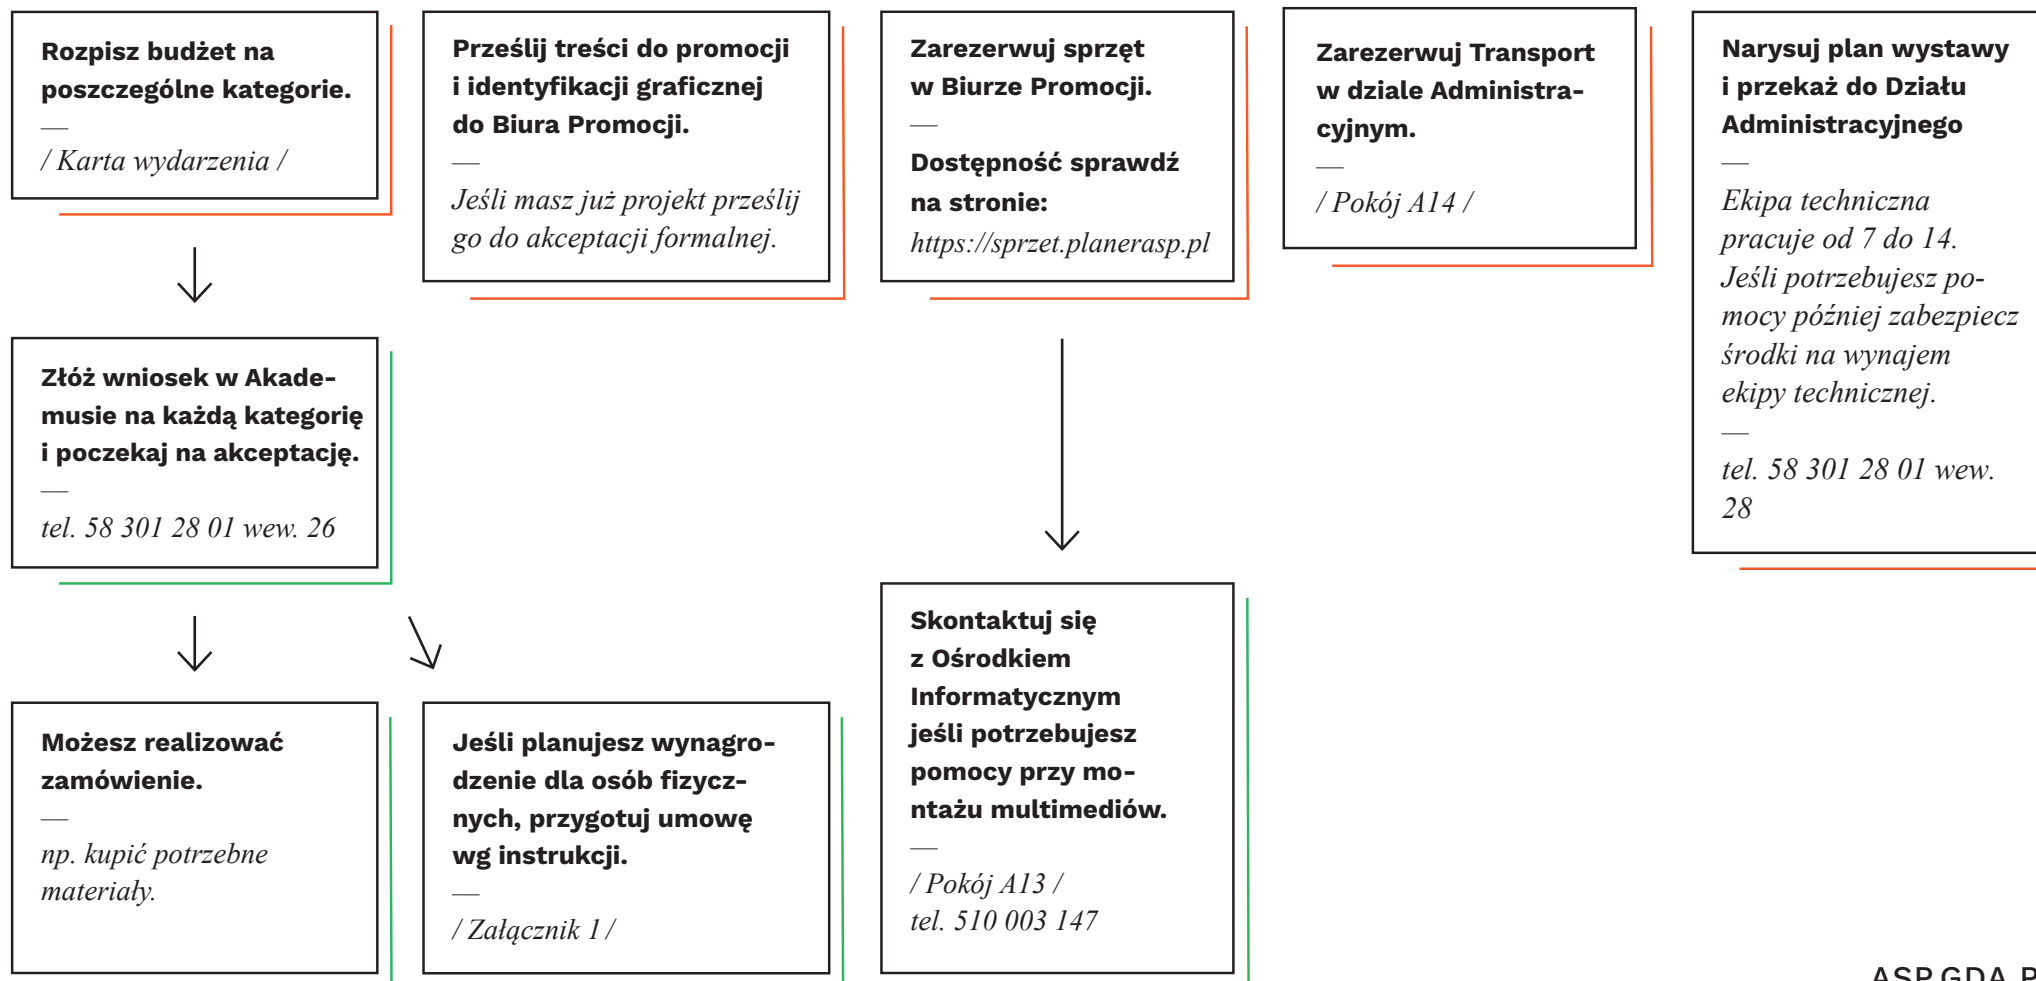 Rozpisz budżet na
poszczególne kategorie.
—
/ Karta wydarzenia /
Prześlij treści do promocji
i identyfikacji graficznej
do Biura Promocji.
—
Jeśli masz już projekt prześlij
go do akceptacji formalnej.
Zarezerwuj sprzęt
w Biurze Promocji.
—
Dostępność sprawdź
na stronie:
https://sprzet.planerasp.pl
Zarezerwuj Transport
w dziale Administra-
cyjnym.
—
/ Pokój A14 /
Narysuj plan wystawy
i przekaż do Działu
Administracyjnego
—
Ekipa techniczna
pracuje od 7 do 14.
Jeśli potrzebujesz po-
mocy później zabezpiecz
środki na wynajem
ekipy technicznej.
—
tel. 58 301 28 01 wew.
28
Złóż wniosek w Akade-
musie na każdą kategorię
i poczekaj na akceptację.
—
tel. 58 301 28 01 wew. 26
Możesz realizować
zamówienie.
—
np. kupić potrzebne
materiały.
Jeśli planujesz wynagro-
dzenie dla osób fizycz-
nych, przygotuj umowę
wg instrukcji.
—
/ Załącznik 1 /
Skontaktuj się
z Ośrodkiem
Informatycznym
jeśli potrzebujesz
pomocy przy mo-
ntażu multimediów.
—
/ Pokój A13 /
tel. 510 003 147
ASP.GDA.P